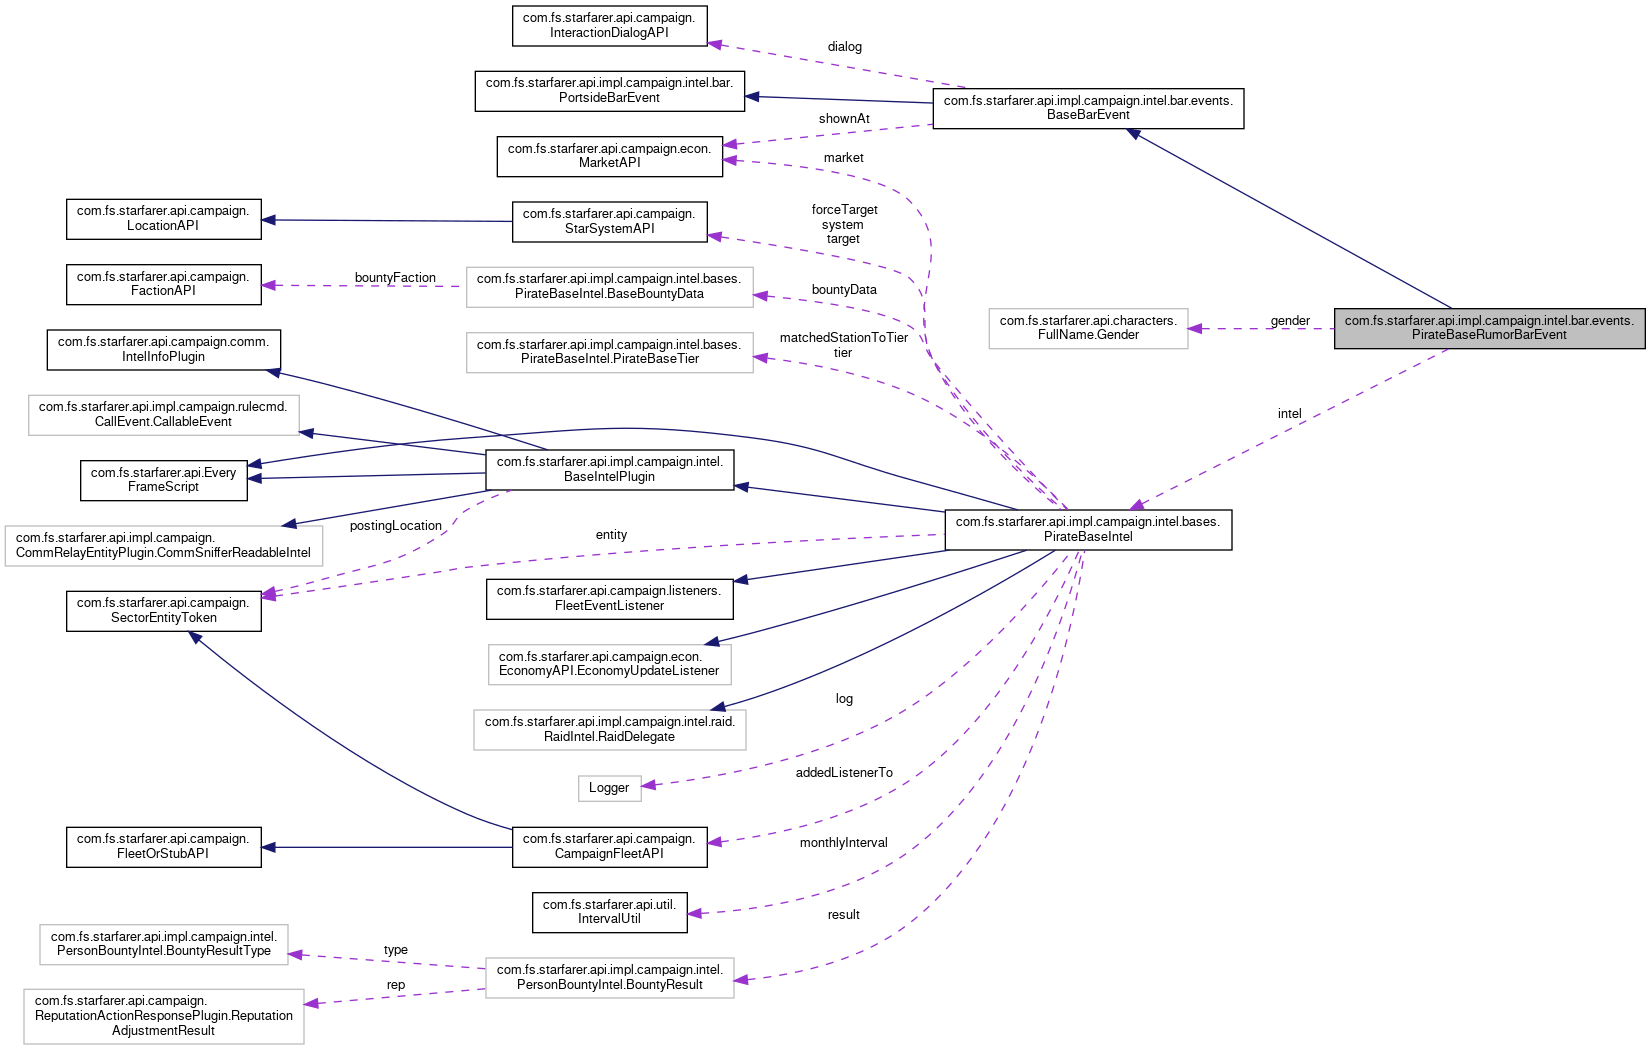 com.fs.starfarer.api.campaign.
InteractionDialogAPI
dialog
com.fs.starfarer.api.impl.campaign.intel.bar.
PortsideBarEvent
com.fs.starfarer.api.impl.campaign.intel.bar.events.
BaseBarEvent
shownAt
com.fs.starfarer.api.campaign.econ.
MarketAPI
market
com.fs.starfarer.api.campaign.
LocationAPI
com.fs.starfarer.api.campaign.
StarSystemAPI
forceTarget
system
target
com.fs.starfarer.api.campaign.
FactionAPI
bountyFaction
com.fs.starfarer.api.impl.campaign.intel.bases.
PirateBaseIntel.BaseBountyData
bountyData
com.fs.starfarer.api.characters.
FullName.Gender
gender
com.fs.starfarer.api.impl.campaign.intel.bar.events.
PirateBaseRumorBarEvent
com.fs.starfarer.api.campaign.comm.
IntelInfoPlugin
com.fs.starfarer.api.impl.campaign.intel.bases.
PirateBaseIntel.PirateBaseTier
matchedStationToTier
tier
com.fs.starfarer.api.impl.campaign.rulecmd.
CallEvent.CallableEvent
intel
com.fs.starfarer.api.Every
FrameScript
com.fs.starfarer.api.impl.campaign.intel.
BaseIntelPlugin
com.fs.starfarer.api.impl.campaign.
CommRelayEntityPlugin.CommSnifferReadableIntel
postingLocation
entity
com.fs.starfarer.api.impl.campaign.intel.bases.
PirateBaseIntel
com.fs.starfarer.api.campaign.
SectorEntityToken
com.fs.starfarer.api.campaign.listeners.
FleetEventListener
com.fs.starfarer.api.campaign.econ.
EconomyAPI.EconomyUpdateListener
com.fs.starfarer.api.impl.campaign.intel.raid.
RaidIntel.RaidDelegate
log
Logger
addedListenerTo
com.fs.starfarer.api.campaign.
FleetOrStubAPI
com.fs.starfarer.api.campaign.
CampaignFleetAPI
monthlyInterval
com.fs.starfarer.api.util.
IntervalUtil
result
com.fs.starfarer.api.impl.campaign.intel.
PersonBountyIntel.BountyResultType
type
com.fs.starfarer.api.impl.campaign.intel.
PersonBountyIntel.BountyResult
rep
com.fs.starfarer.api.campaign.
ReputationActionResponsePlugin.Reputation
AdjustmentResult